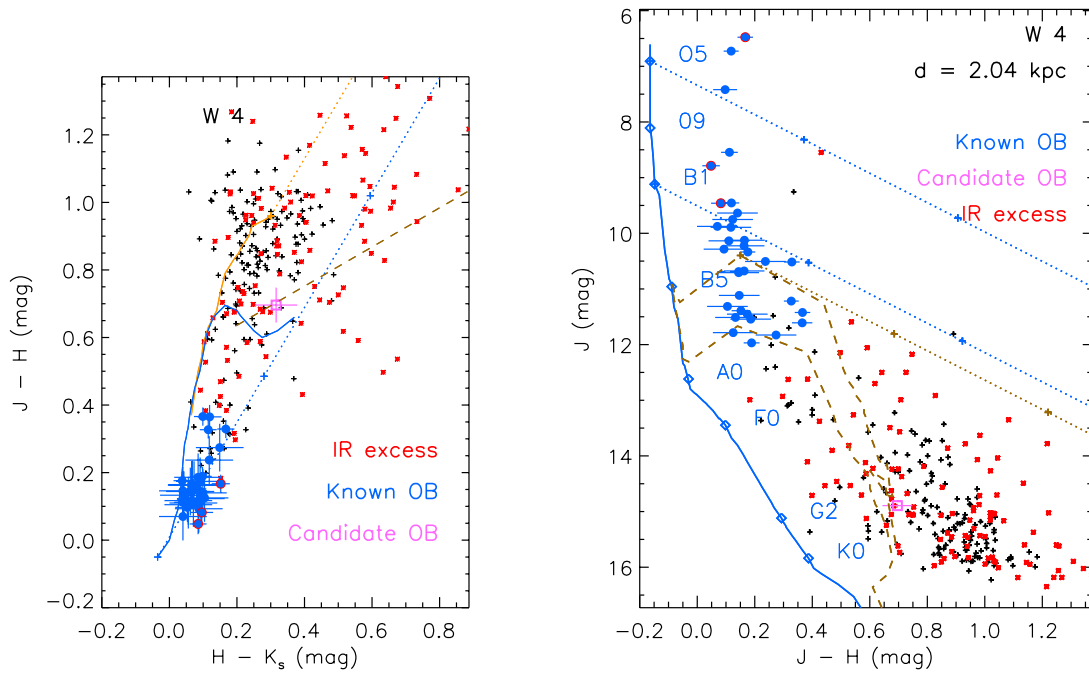 W 4
1.2
1.0
0.8
0.6
0.4
0.2
0.0
-0.2
J - H (mag)
IR excess
Known OB
Candidate OB
-0.2 0.0 0.2 0.4 0.6 0.8
H - Ks (mag)
6
8
10
12
14
16
J (mag)
W 4
d = 2.04 kpc
Known OB
Candidate OB
IR excess
O5
O9
B1
B5
A0
F0
G2
K0
-0.2 0.0 0.2 0.4 0.6 0.8 1.0 1.2
J - H (mag)